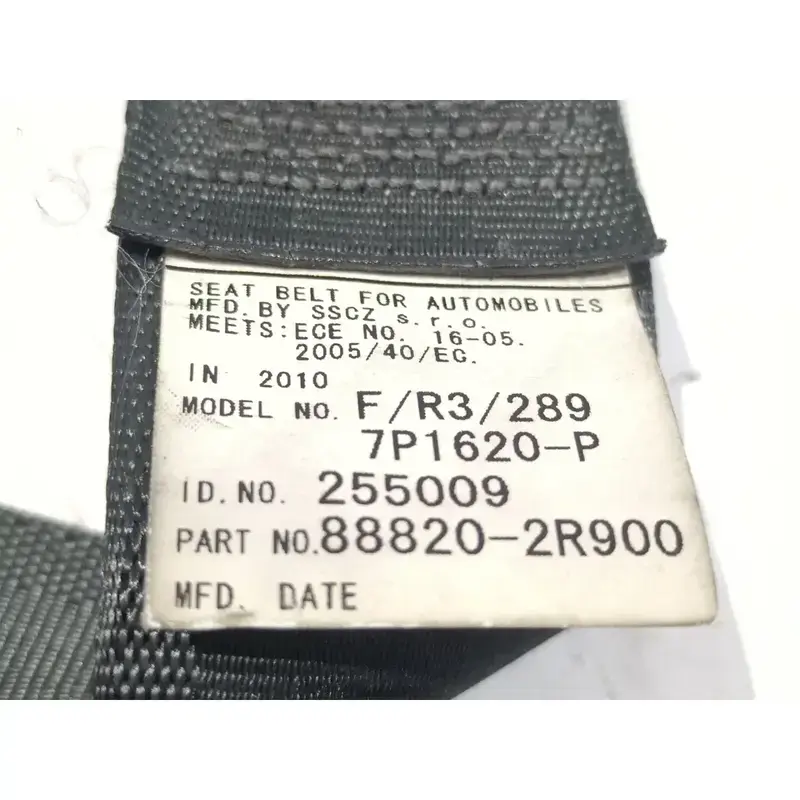 SEAT BELT FOR AUTOMOBILES
MFD. BY SSCZ s.r.o.
MEETS: ECE NO. 16-05.
2005/40/EC.
IN 2010
MODEL NO. F/R3/289
7P1620-P
ID. NO. 255009
PART NO. 88820-2R900
MFD. DATE